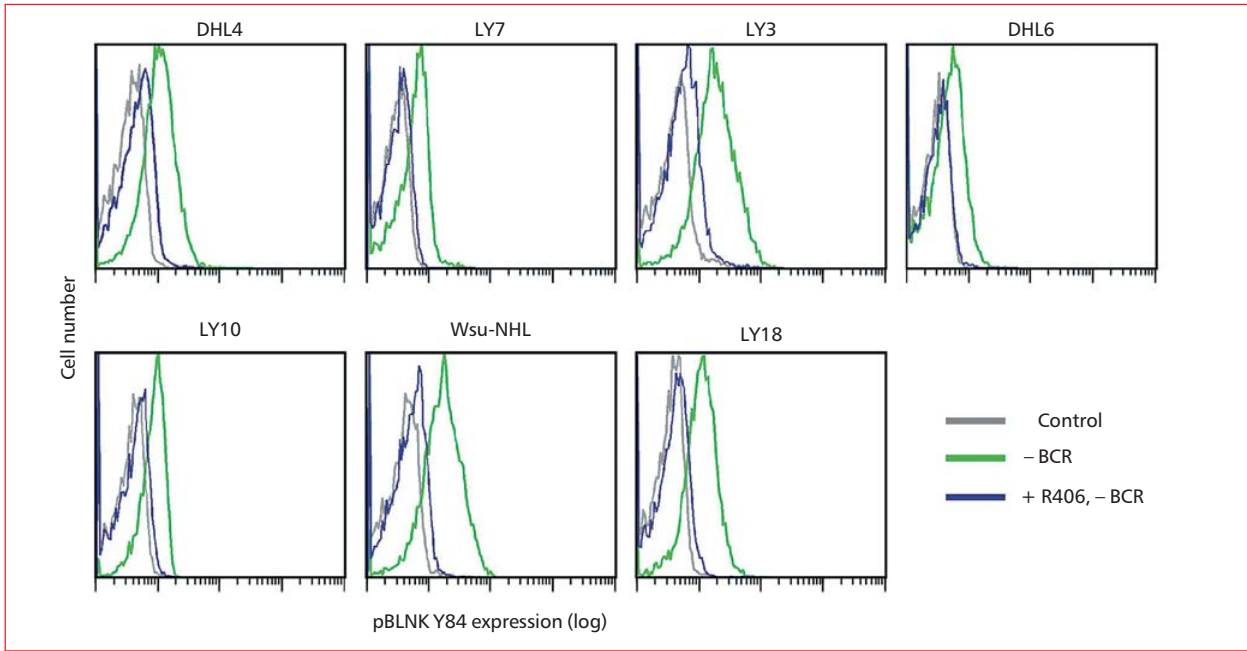 DHL4
LY7
LY3
DHL6
LY10
Wsu-NHL
LY18
Cell number
pBLNK Y84 expression (log)
Control
– BCR
+ R406, – BCR